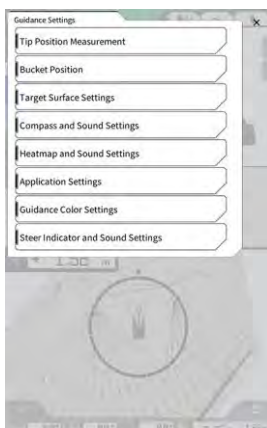 Guidance Settings
Tip Position Measurement
Bucket Position
Target Surface Settings
Compass and Sound Settings
Heatmap and Sound Settings
Application Settings
Guidance Color Settings
Steer Indicator and Sound Settings